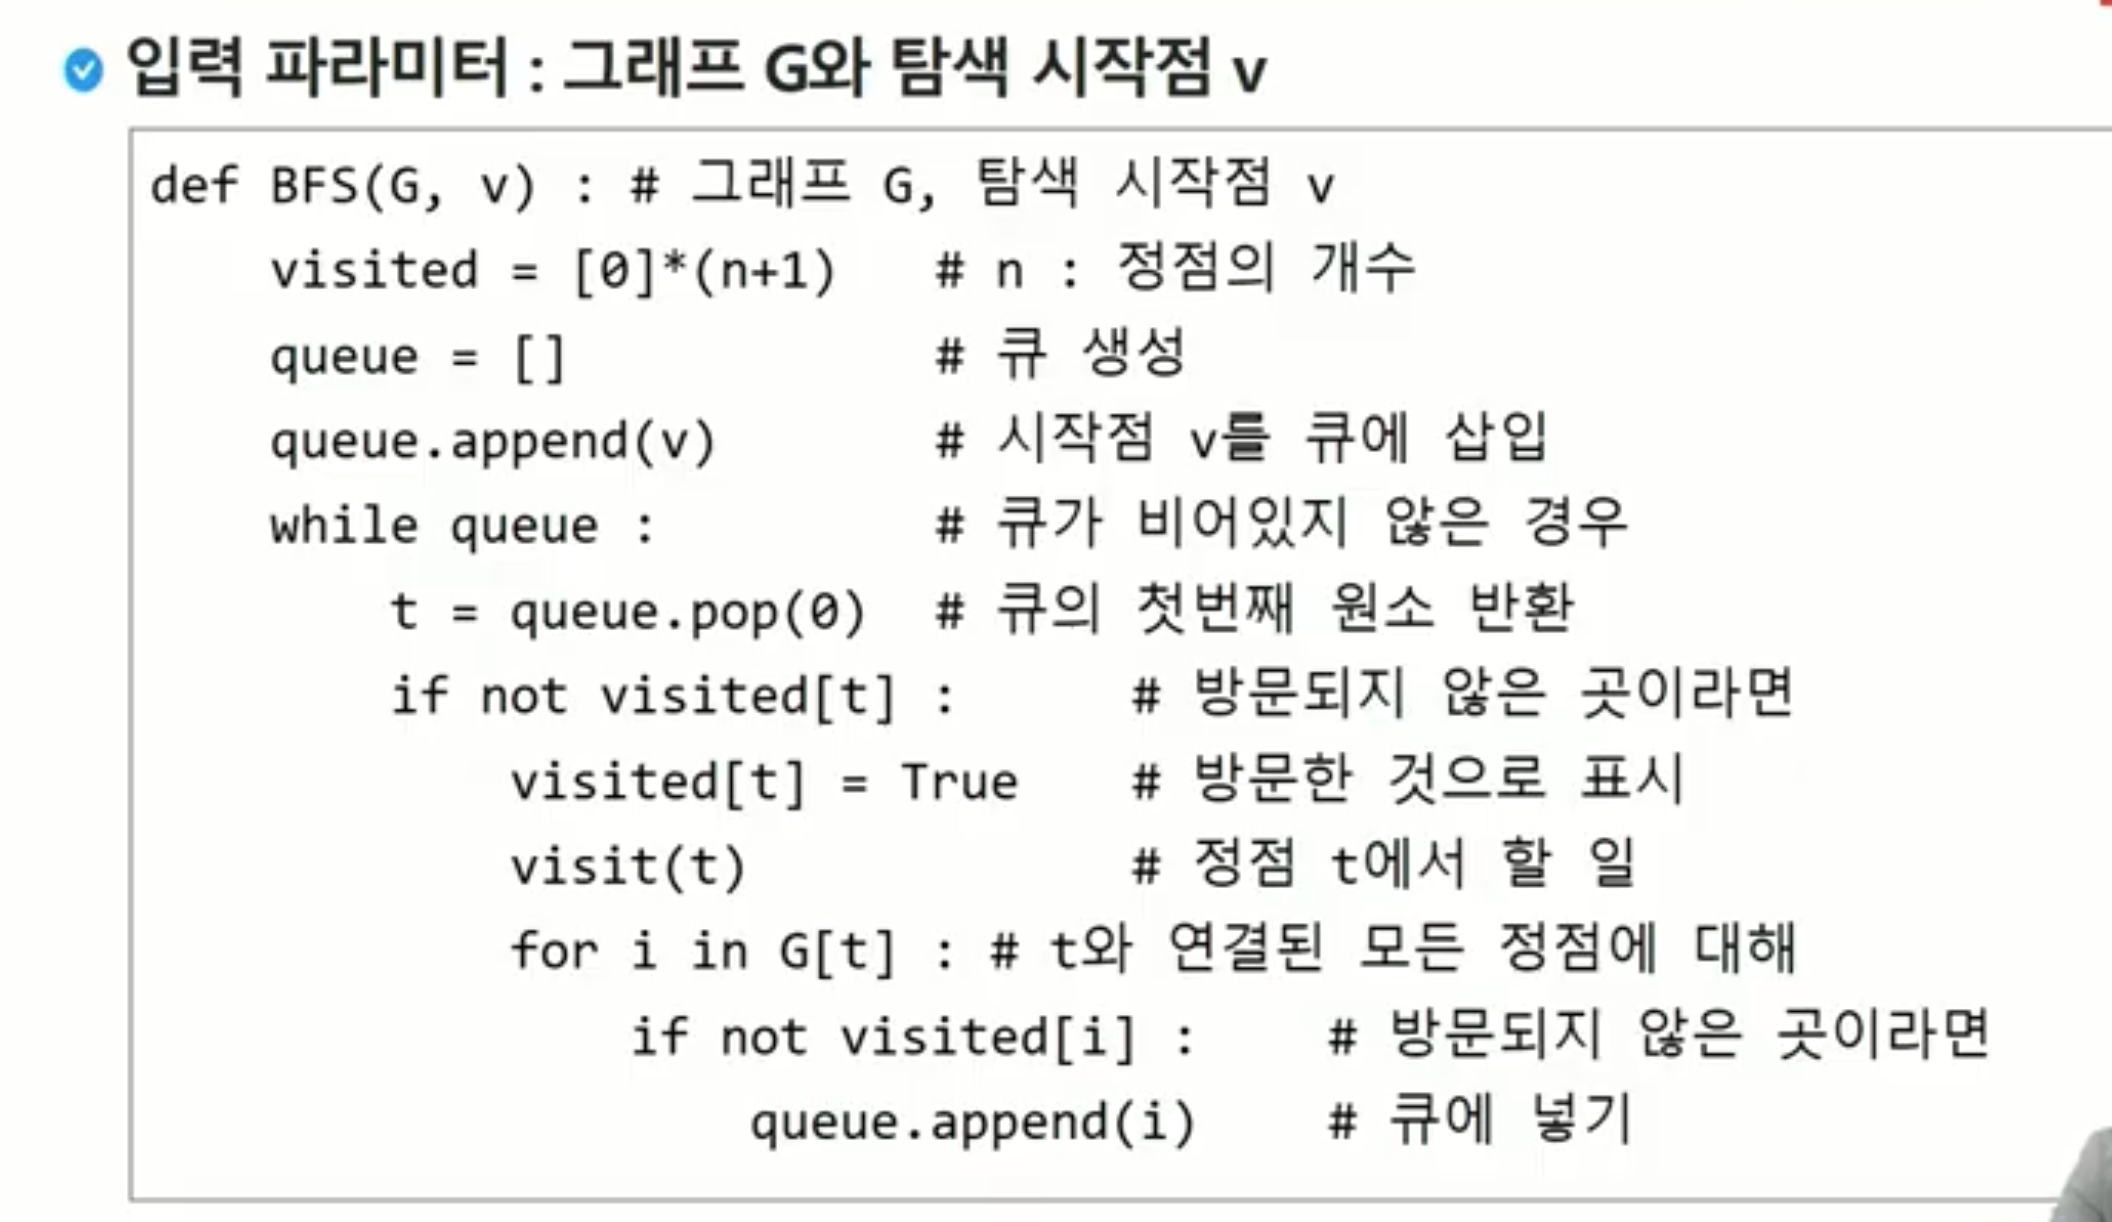 입력 파라미터 : 그래프 G와 탐색 시작점 v
def BFS(G, v) : # 그래프 G, 탐색 시작점 v
    visited = [0]*(n+1)   # n : 정점의 개수
    queue = []            # 큐 생성
    queue.append(v)       # 시작점 v를 큐에 삽입
    while queue :         # 큐가 비어있지 않은 경우
        t = queue.pop(0)  # 큐의 첫번째 원소 반환
        if not visited[t] :      # 방문되지 않은 곳이라면
            visited[t] = True    # 방문한 것으로 표시
            visit(t)             # 정점 t에서 할 일
            for i in G[t] : # t와 연결된 모든 정점에 대해
                if not visited[i] :    # 방문되지 않은 곳이라면
                    queue.append(i)    # 큐에 넣기